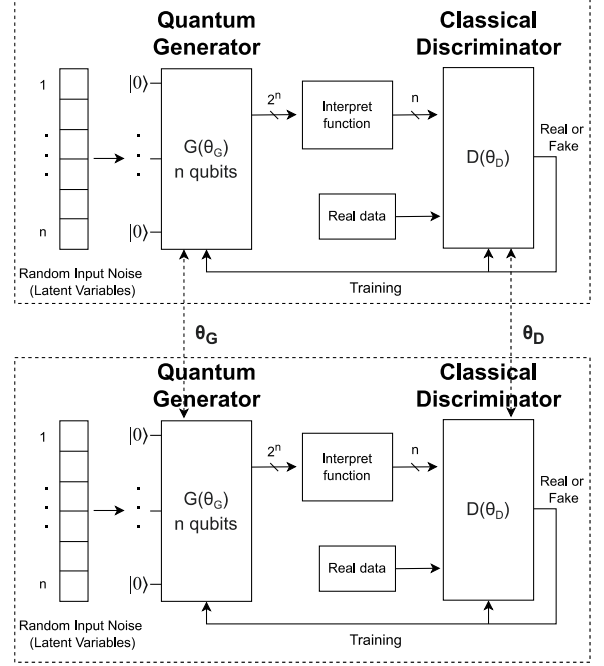 Quantum
Generator
Classical
Discriminator
1
n
|0⟩
|0⟩
G(θ_G)
n qubits
2ⁿ
Interpret
function
n
D(θ_D)
Real or
Fake
Real data
Random Input Noise
(Latent Variables)
Training
θ_G
θ_D
Quantum
Generator
Classical
Discriminator
1
n
|0⟩
|0⟩
G(θ_G)
n qubits
2ⁿ
Interpret
function
n
D(θ_D)
Real or
Fake
Real data
Random Input Noise
(Latent Variables)
Training